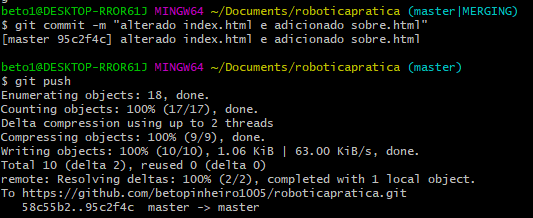 beto1@DESKTOP-RROR61J MINGW64 ~/Documents/roboticapratica (master|MERGING)
$ git commit -m "alterado index.html e adicionado sobre.html"
[master 95c2f4c] alterado index.html e adicionado sobre.html
beto1@DESKTOP-RROR61J MINGW64 ~/Documents/roboticapratica (master)
$ git push
Enumerating objects: 18, done.
Counting objects: 100% (17/17), done.
Delta compression using up to 2 threads
Compressing objects: 100% (9/9), done.
Writing objects: 100% (10/10), 1.06 KiB | 63.00 KiB/s, done.
Total 10 (delta 2), reused 0 (delta 0)
remote: Resolving deltas: 100% (2/2), completed with 1 local object.
To https://github.com/betopinheiro1005/roboticapratica.git
   58c55b2..95c2f4c  master -> master